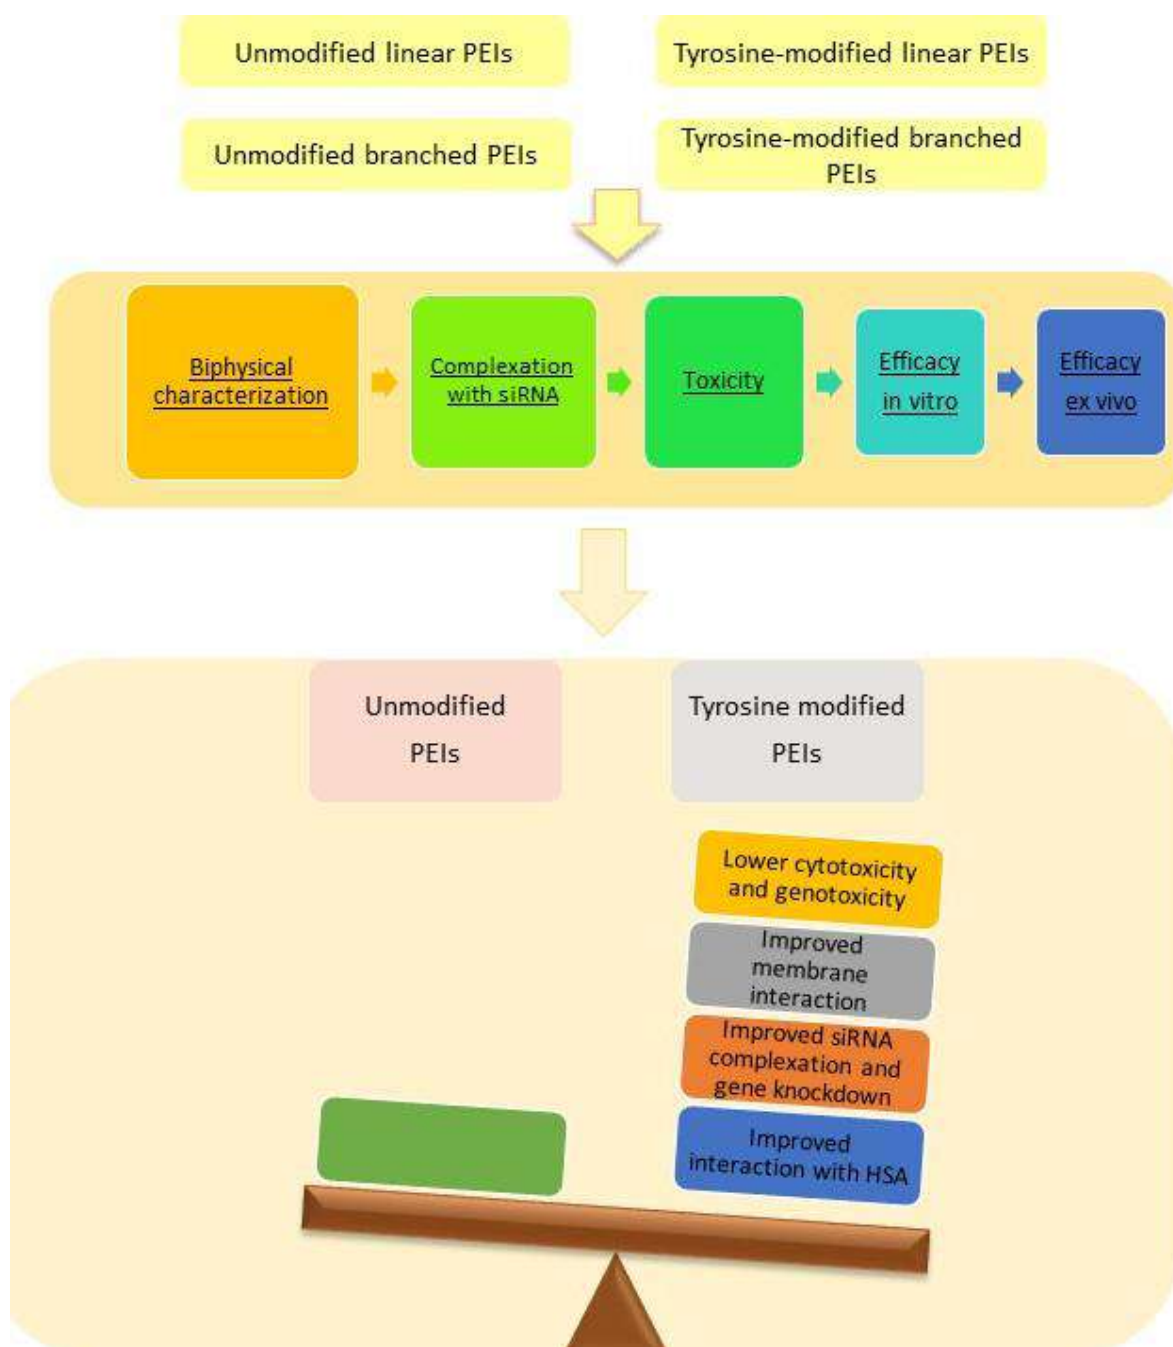 Unmodified linear PEIs
Tyrosine-modified linear PEIs
Unmodified branched PEIs
Tyrosine-modified branched
PEIs
Biphysical
characterization
Complexation
with siRNA
Toxicity
Efficacy
in vitro
Efficacy
ex vivo
Unmodified
PEIs
Tyrosine modified
PEIs
Lower cytotoxicity
and genotoxicity
Improved
membrane
interaction
Improved siRNA
complexation and
gene knockdown
Improved
interaction with HSA